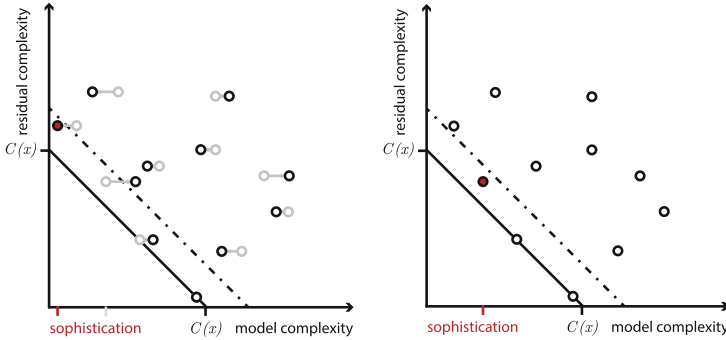 residual complexity
C(x)
sophistication
C(x)
model complexity
residual complexity
C(x)
sophistication
C(x)
model complexity